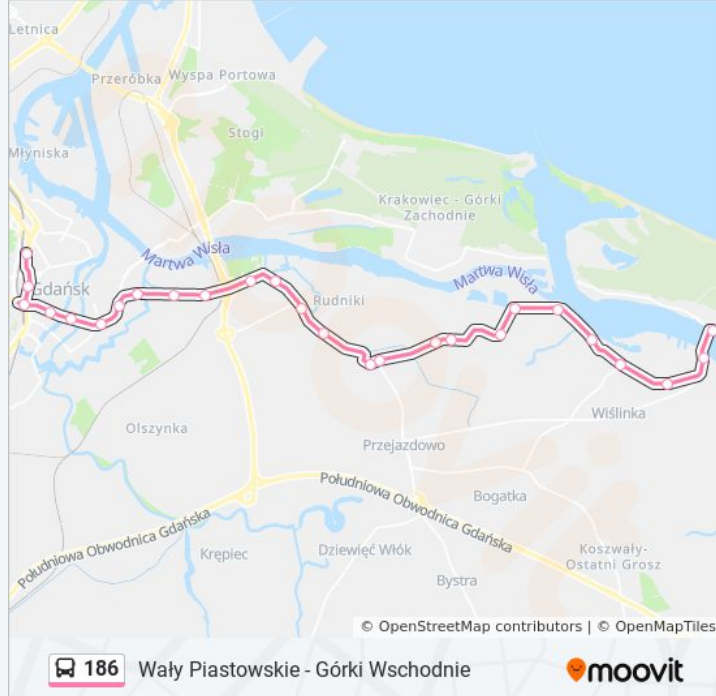 Letnica
Przeróbka
Wyspa Portowa
Stogi
Młyniska
Krakowiec - Górki
Zachodnie
Martwa Wisła
Martwa Wisła
Gdańsk
Rudniki
Wiślinka
Olszynka
Przejazdowo
Południowa Obwodnica Gdańska
Bogatka
Południowa Obwodnica Gdańska
Krępiec
Dziewięć Włók
Koszwały-
Ostatni Grosz
Bystra
© OpenStreetMap contributors | © OpenMapTiles
186 Wały Piastowskie - Górki Wschodnie
moovit